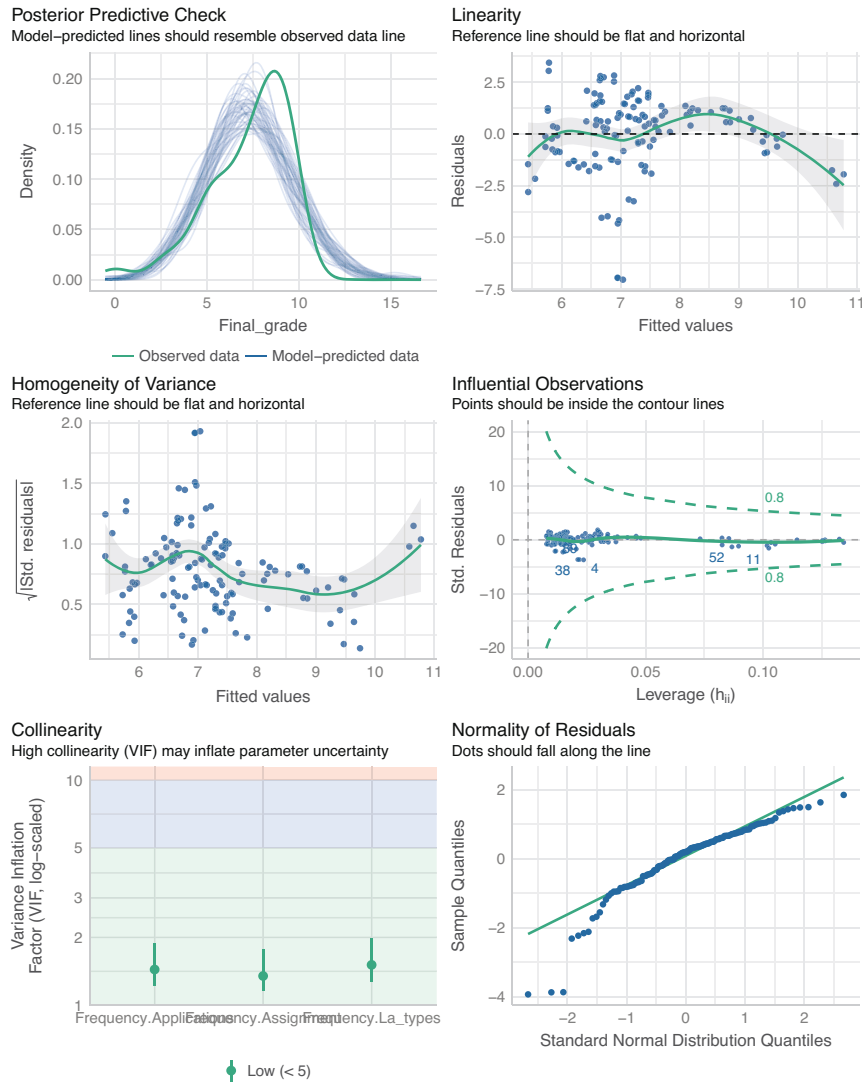 Posterior Predictive Check
Model−predicted lines should resemble observed data line
0.20
0.15
0.10
0.05
0.00
Density
0
5
10
15
Final_grade
Observed data
Model−predicted data
Linearity
Reference line should be flat and horizontal
2.5
0.0
−2.5
−5.0
−7.5
Residuals
6
7
8
9
10
11
Fitted values
Homogeneity of Variance
Reference line should be flat and horizontal
2.0
1.5
1.0
0.5
√|Std. residuals|
6
7
8
9
10
11
Fitted values
Influential Observations
Points should be inside the contour lines
20
10
0
−10
−20
Std. Residuals
0.8
0.8
38
4
52
11
0.00
0.05
0.10
Leverage (hii)
Collinearity
High collinearity (VIF) may inflate parameter uncertainty
10
5
3
2
1
Variance Inflation
Factor (VIF, log−scaled)
Frequency.Applications
Frequency.Assignment
Frequency.La_types
Low (< 5)
Normality of Residuals
Dots should fall along the line
2
0
−2
−4
Sample Quantiles
−2
−1
0
1
2
Standard Normal Distribution Quantiles